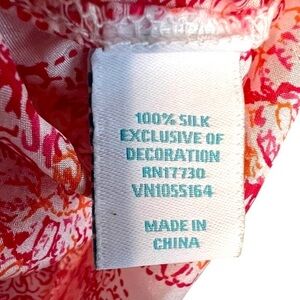 100% SILK
EXCLUSIVE OF
DECORATION
RN17730
VN1055164
MADE IN
CHINA